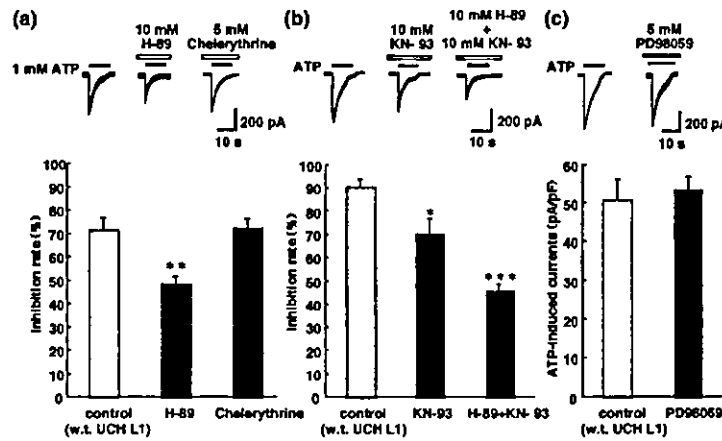 (a)
10 mM
H-89
5 mM
Chelerythrine
1 mM ATP
200 pA
10 s
Inhibition rate (%)
100
90
80
70
60
50
40
30
20
10
0
**
control
(w.t. UCH L1)
H-89
Chelerythrine
(b)
10 mM
KN-93
10 mM H-89
+
10 mM KN-93
ATP
200 pA
10 s
Inhibition rate (%)
100
90
80
70
60
50
40
30
20
10
0
*
***
control
(w.t. UCH L1)
KN-93
H-89+KN-93
(c)
5 mM
PD98059
ATP
200 pA
10 s
ATP-induced currents (pA/pF)
60
50
40
30
20
10
0
control
(w.t. UCH L1)
PD98059